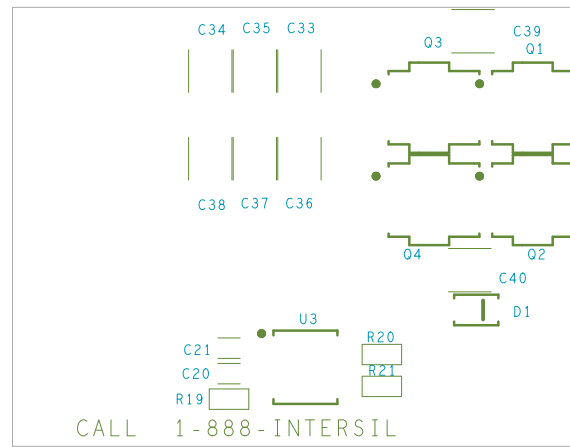 C34 C35 C33 C39
Q3 Q1
C38 C37 C36
Q4 Q2
C40
D1
U3
R20
C21
R21
C20
R19
CALL 1-888-INTERSIL